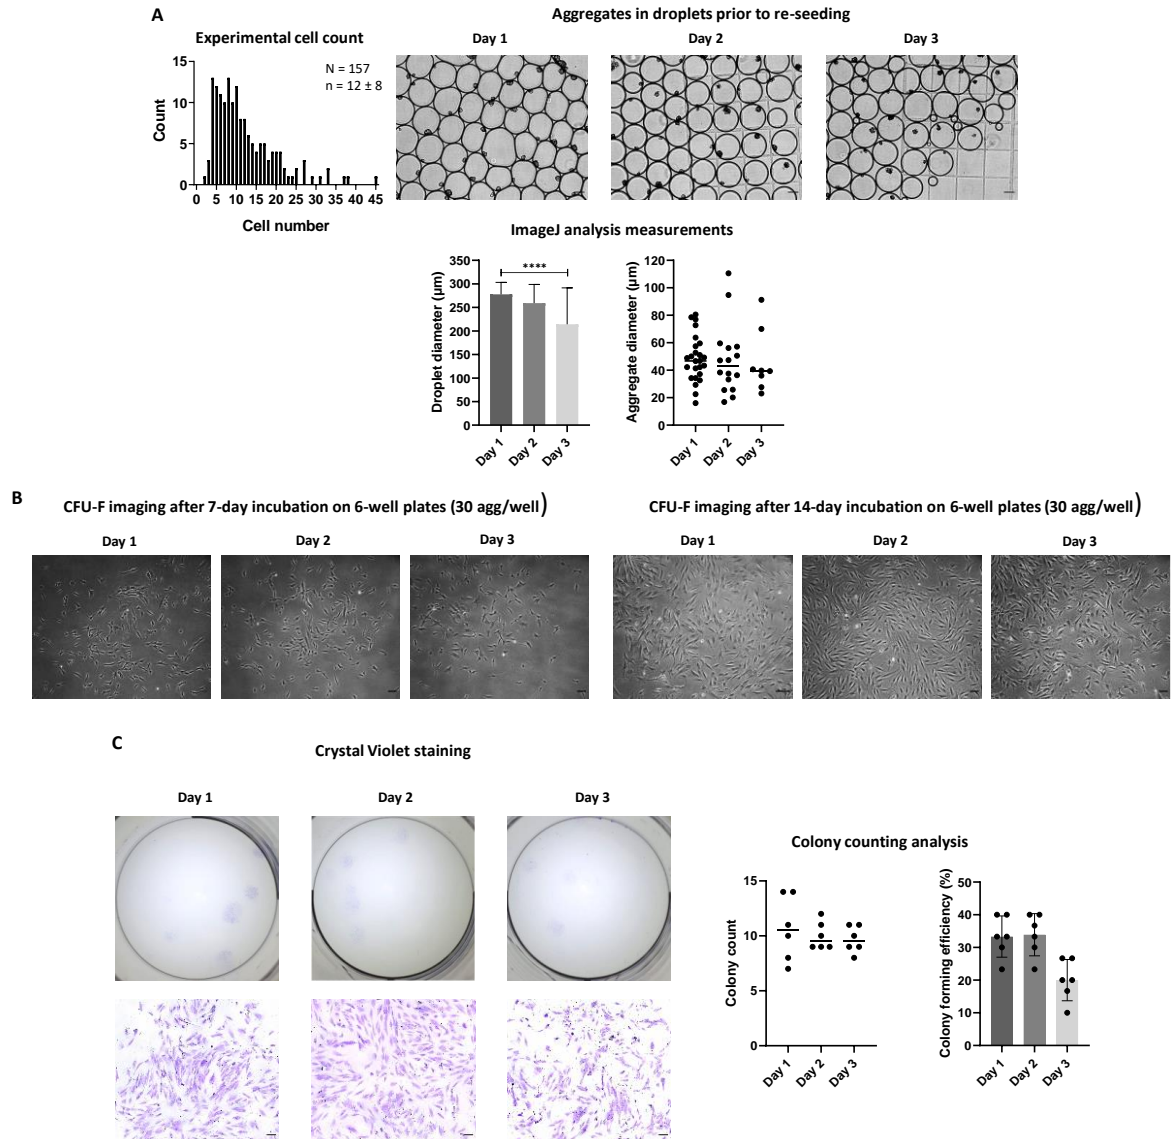 A
Aggregates in droplets prior to re-seeding
Experimental cell count
Day 1
Day 2
Day 3
N = 157
n = 12 ± 8
15
10
5
0
Count
0 5 10 15 20 25 30 35 40 45
Cell number
ImageJ analysis measurements
350
300
250
200
150
100
50
0
Droplet diameter (µm)
****
Day 1
Day 2
Day 3
120
100
80
60
40
20
0
Aggregate diameter (µm)
Day 1
Day 2
Day 3
B
CFU-F imaging after 7-day incubation on 6-well plates (30 agg/well)
CFU-F imaging after 14-day incubation on 6-well plates (30 agg/well)
Day 1
Day 2
Day 3
Day 1
Day 2
Day 3
C
Crystal Violet staining
Day 1
Day 2
Day 3
Colony counting analysis
15
10
5
0
Colony count
Day 1
Day 2
Day 3
50
40
30
20
10
0
Colony forming efficiency (%)
Day 1
Day 2
Day 3